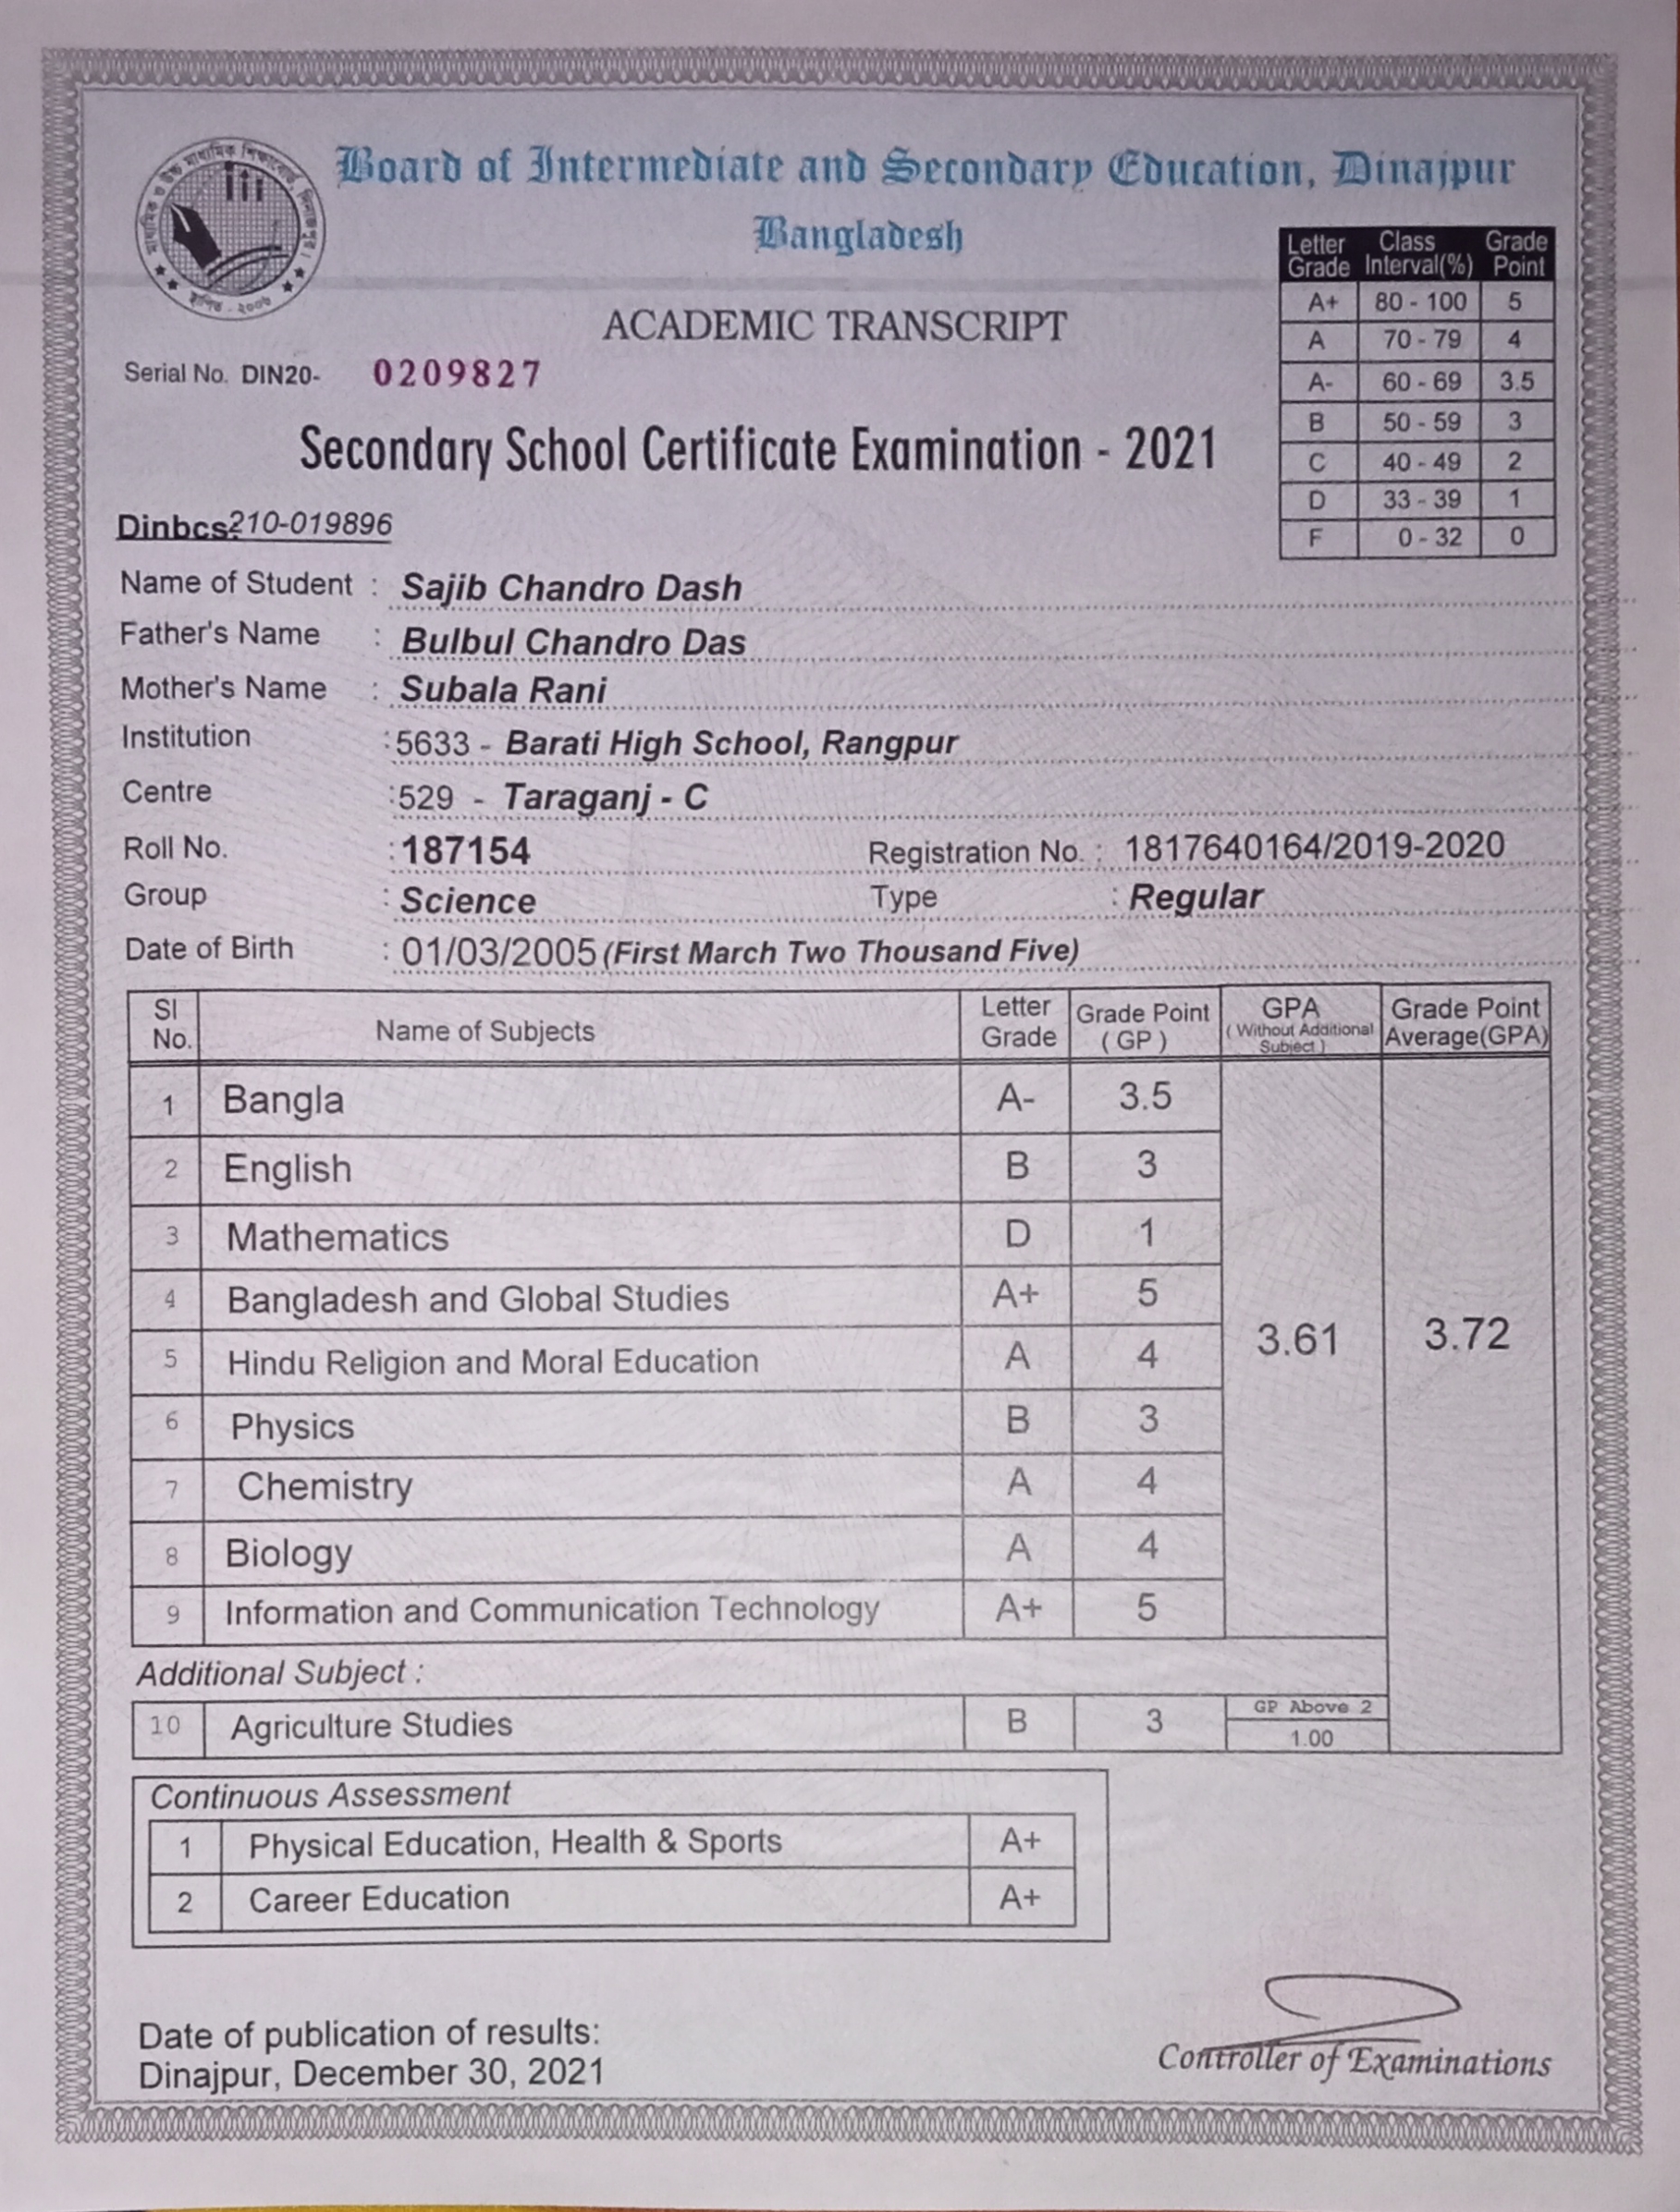 মাধ্যমিক ও উচ্চ মাধ্যমিক শিক্ষাবোর্ড, দিনাজপুর।
স্থাপিত - ২০০৬
Board of Intermediate and Secondary Education, Dinajpur
Bangladesh
Letter Grade Class Interval(%) Grade Point
A+ 80 - 100 5
A 70 - 79 4
A- 60 - 69 3.5
B 50 - 59 3
C 40 - 49 2
D 33 - 39 1
F 0 - 32 0
ACADEMIC TRANSCRIPT
Serial No. DIN20- 0209827
Secondary School Certificate Examination - 2021
Dinbcs:210-019896
Name of Student : Sajib Chandro Dash
Father's Name : Bulbul Chandro Das
Mother's Name : Subala Rani
Institution :5633 - Barati High School, Rangpur
Centre :529 - Taraganj - C
Roll No. :187154 Registration No. : 1817640164/2019-2020
Group : Science Type : Regular
Date of Birth : 01/03/2005 (First March Two Thousand Five)
Sl No. Name of Subjects Letter Grade Grade Point (GP) GPA (Without Additional Subject) Grade Point Average(GPA)
1 Bangla A- 3.5
2 English B 3
3 Mathematics D 1
4 Bangladesh and Global Studies A+ 5
5 Hindu Religion and Moral Education A 4
3.61 3.72
6 Physics B 3
7 Chemistry A 4
8 Biology A 4
9 Information and Communication Technology A+ 5
Additional Subject :
10 Agriculture Studies B 3 GP Above 2
1.00
Continuous Assessment
1 Physical Education, Health & Sports A+
2 Career Education A+
Date of publication of results:
Dinajpur, December 30, 2021
Controller of Examinations